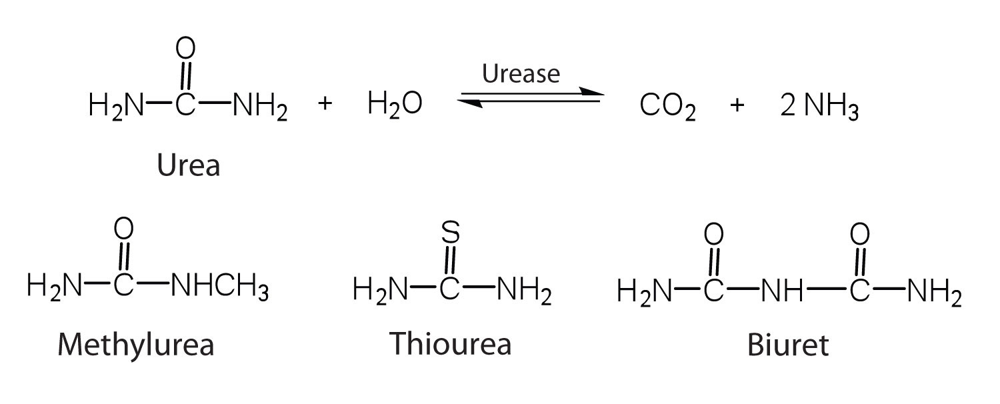 O
Urease
H₂N—C—NH₂ + H₂O ⇌ CO₂ + 2 NH₃
Urea
O S O O
H₂N—C—NHCH₃ H₂N—C—NH₂ H₂N—C—NH—C—NH₂
Methylurea Thiourea Biuret